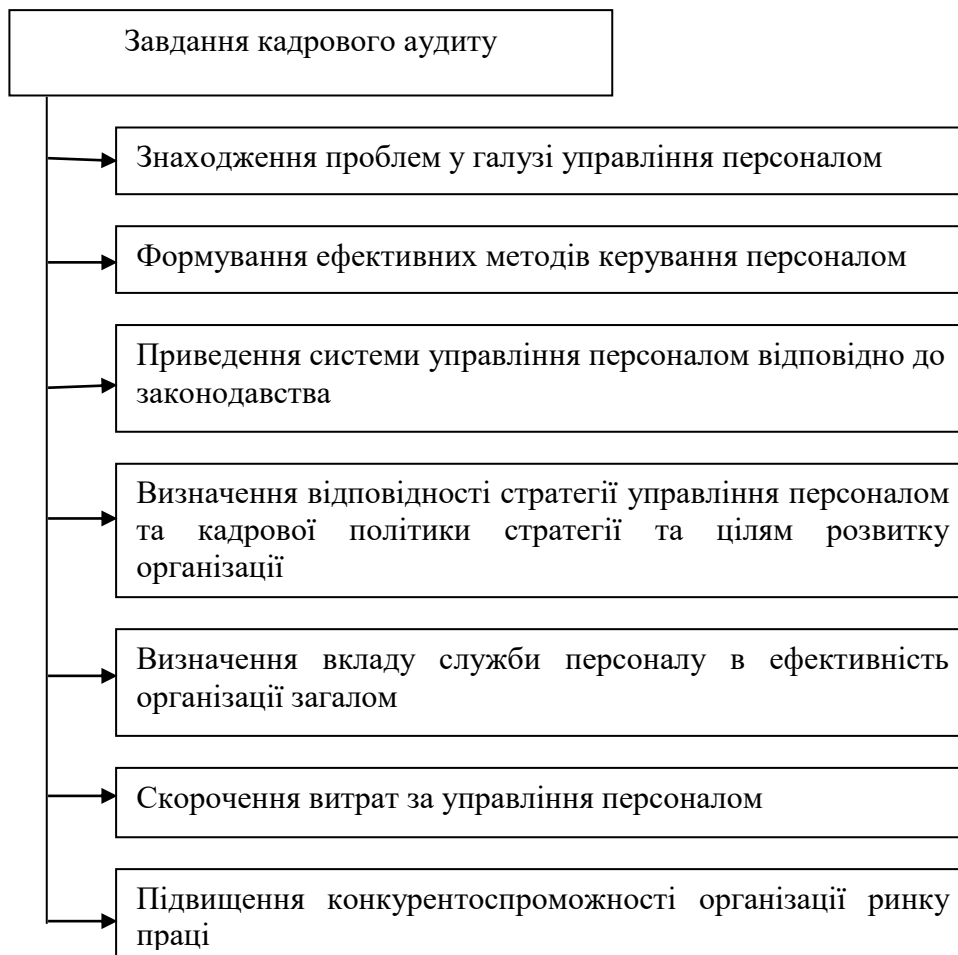 Завдання кадрового аудиту
Знаходження проблем у галузі управління персоналом
Формування ефективних методів керування персоналом
Приведення системи управління персоналом відповідно до
законодавства
Визначення відповідності стратегії управління персоналом
та кадрової політики стратегії та цілям розвитку
організації
Визначення вкладу служби персоналу в ефективність
організації загалом
Скорочення витрат за управління персоналом
Підвищення конкурентоспроможності організації ринку
праці